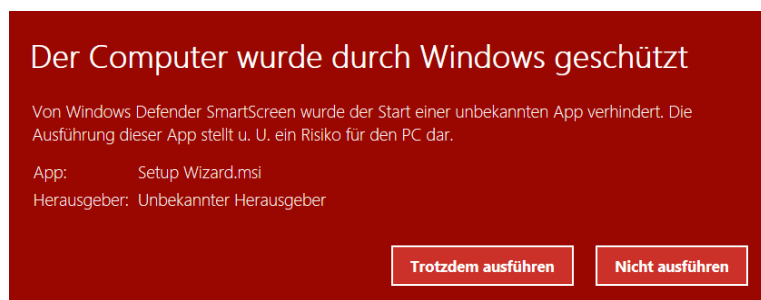 Der Computer wurde durch Windows geschützt
Von Windows Defender SmartScreen wurde der Start einer unbekannten App verhindert. Die
Ausführung dieser App stellt u. U. ein Risiko für den PC dar.
App: Setup Wizard.msi
Herausgeber: Unbekannter Herausgeber
Trotzdem ausführen Nicht ausführen